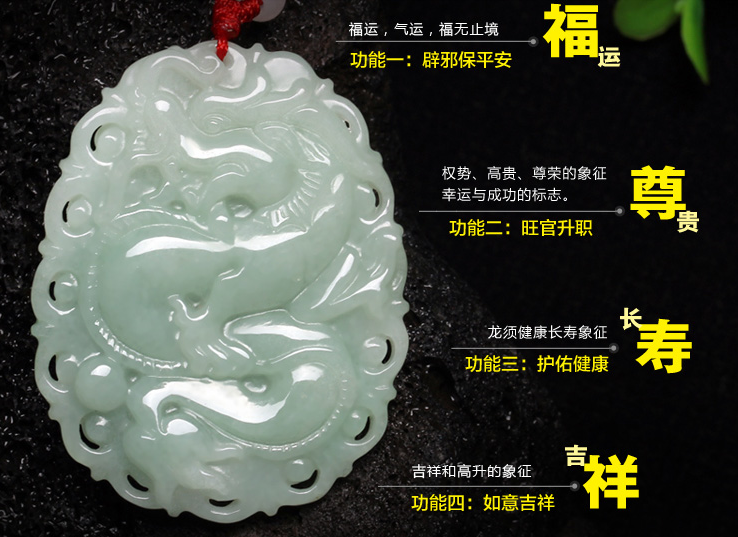 福运，气运，福无止境
福运
功能一：辟邪保平安
权势、高贵、尊荣的象征
幸运与成功的标志。
尊贵
功能二：旺官升职
龙须健康长寿象征
长寿
功能三：护佑健康
吉祥和高升的象征
吉祥
功能四：如意吉祥